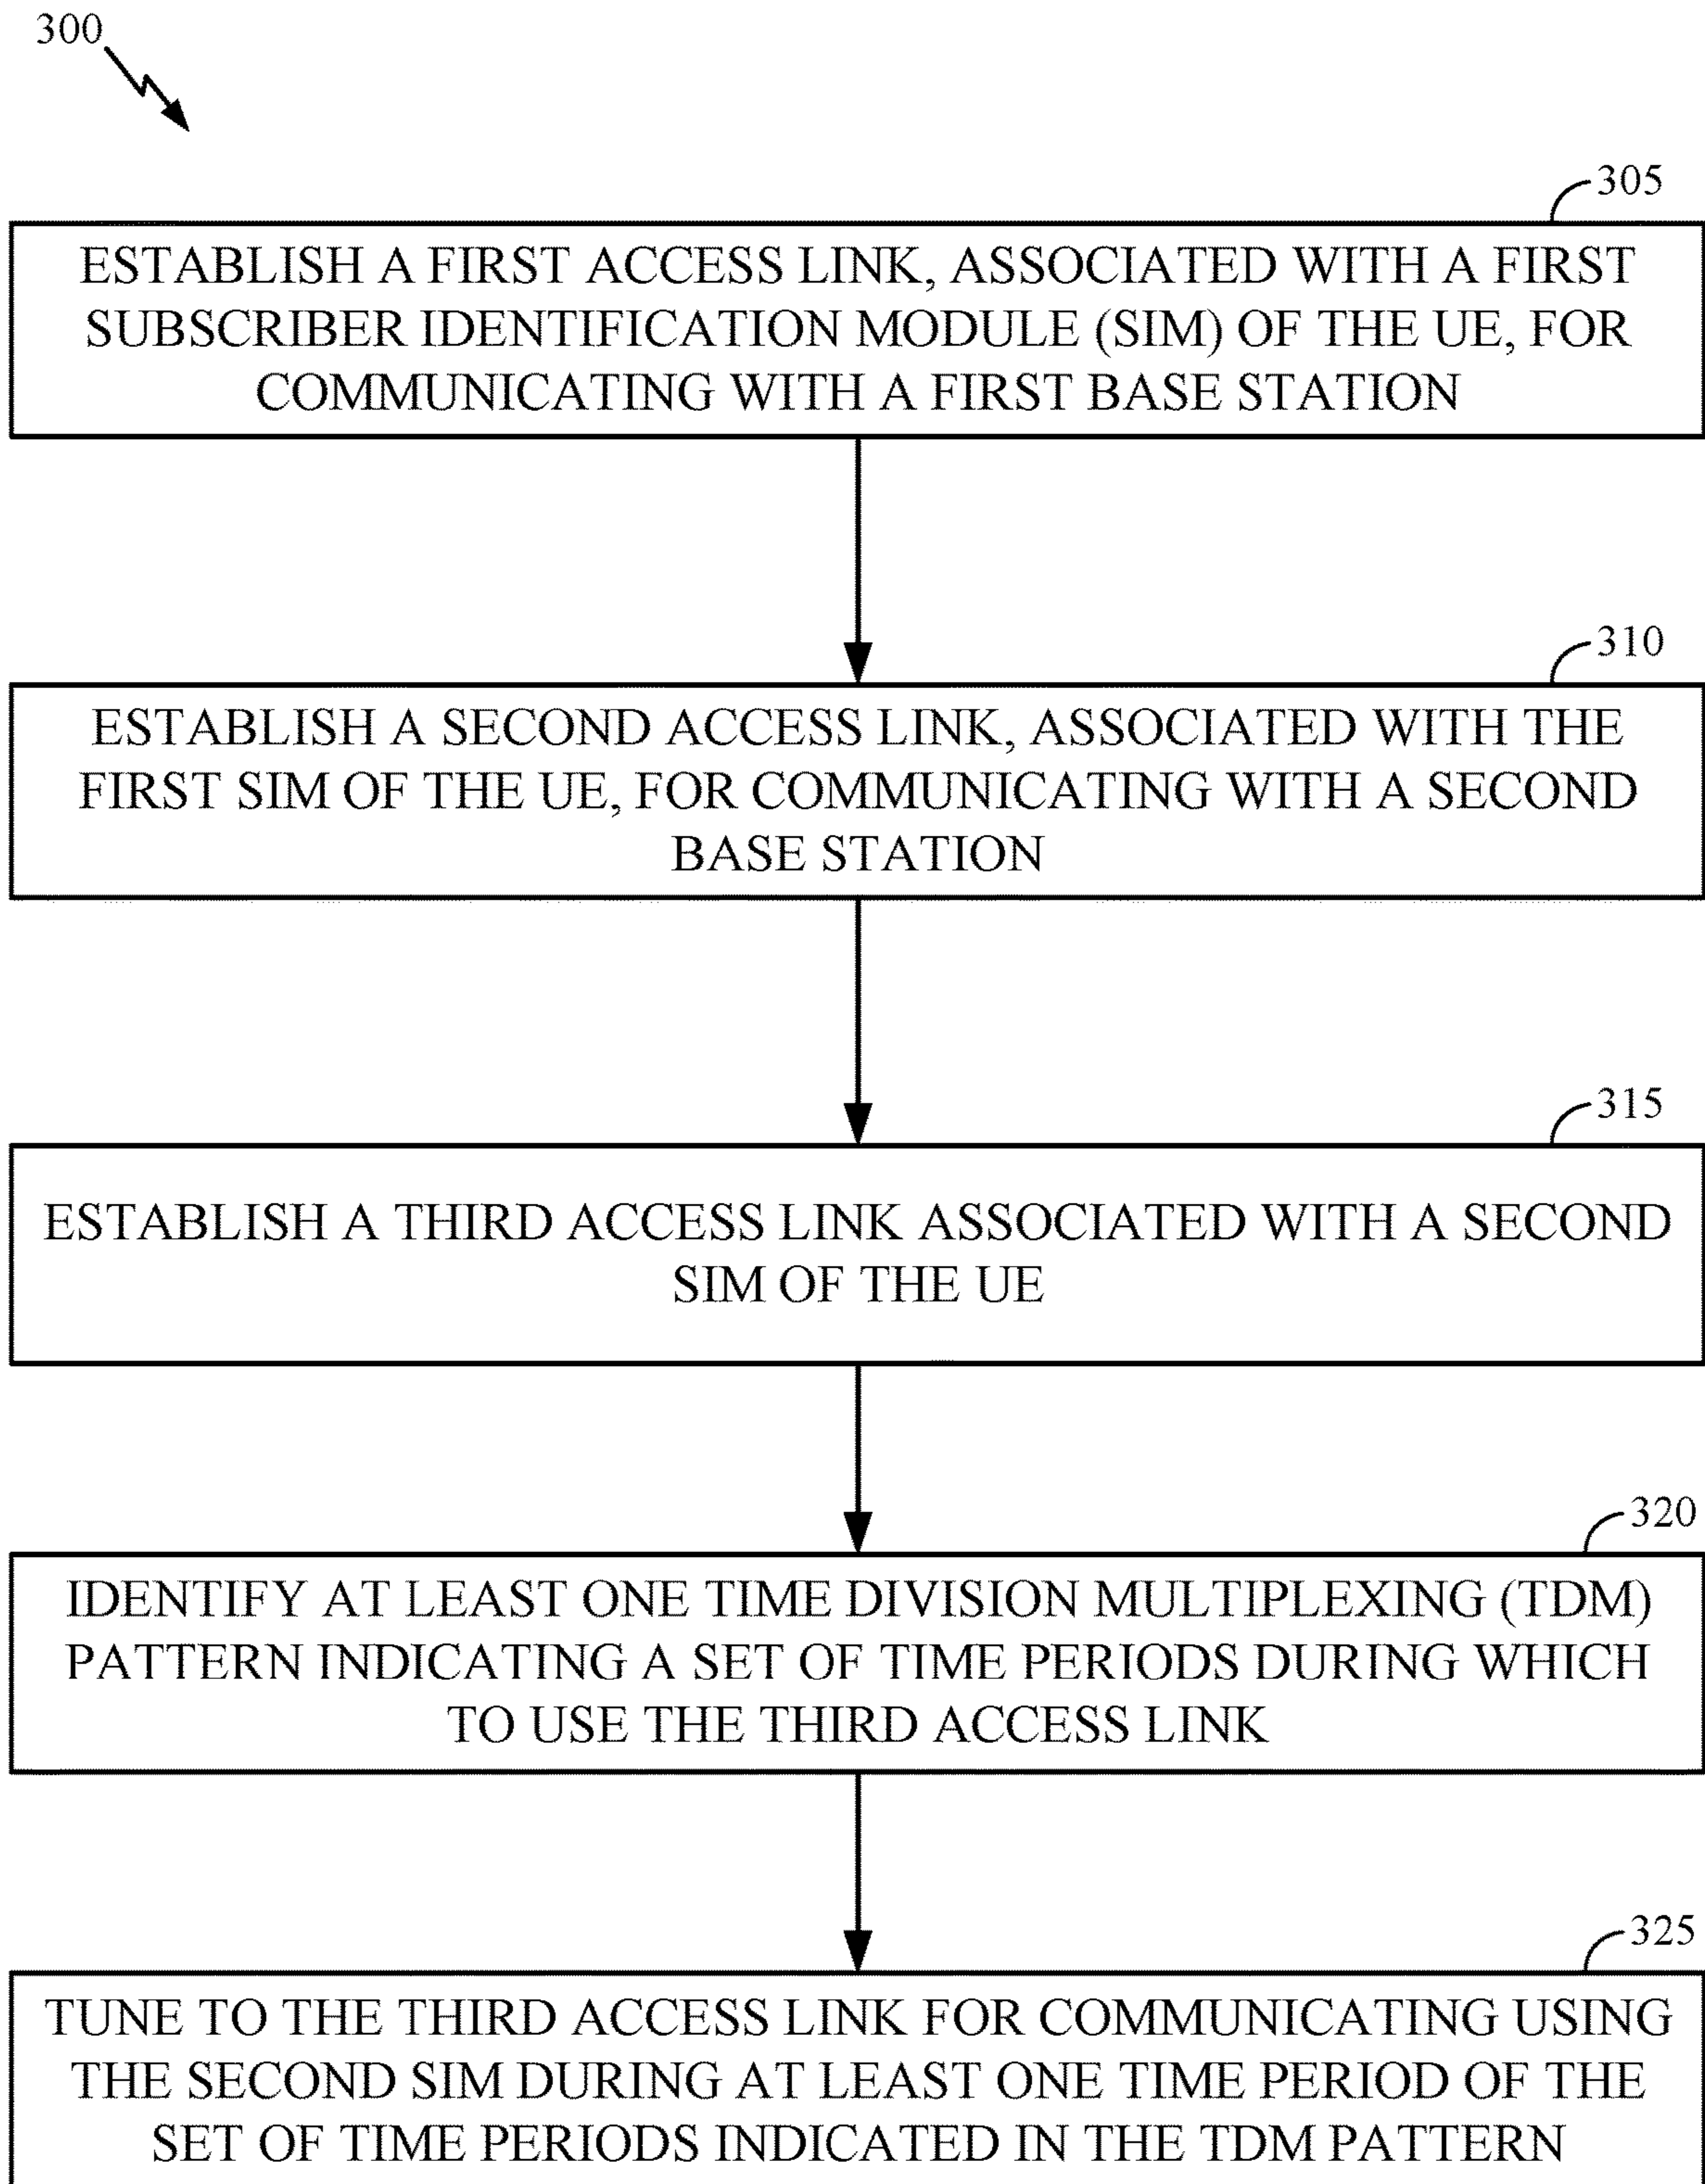 300
305
ESTABLISH A FIRST ACCESS LINK, ASSOCIATED WITH A FIRST
SUBSCRIBER IDENTIFICATION MODULE (SIM) OF THE UE, FOR
COMMUNICATING WITH A FIRST BASE STATION
310
ESTABLISH A SECOND ACCESS LINK, ASSOCIATED WITH THE
FIRST SIM OF THE UE, FOR COMMUNICATING WITH A SECOND
BASE STATION
315
ESTABLISH A THIRD ACCESS LINK ASSOCIATED WITH A SECOND
SIM OF THE UE
320
IDENTIFY AT LEAST ONE TIME DIVISION MULTIPLEXING (TDM)
PATTERN INDICATING A SET OF TIME PERIODS DURING WHICH
TO USE THE THIRD ACCESS LINK
325
TUNE TO THE THIRD ACCESS LINK FOR COMMUNICATING USING
THE SECOND SIM DURING AT LEAST ONE TIME PERIOD OF THE
SET OF TIME PERIODS INDICATED IN THE TDM PATTERN